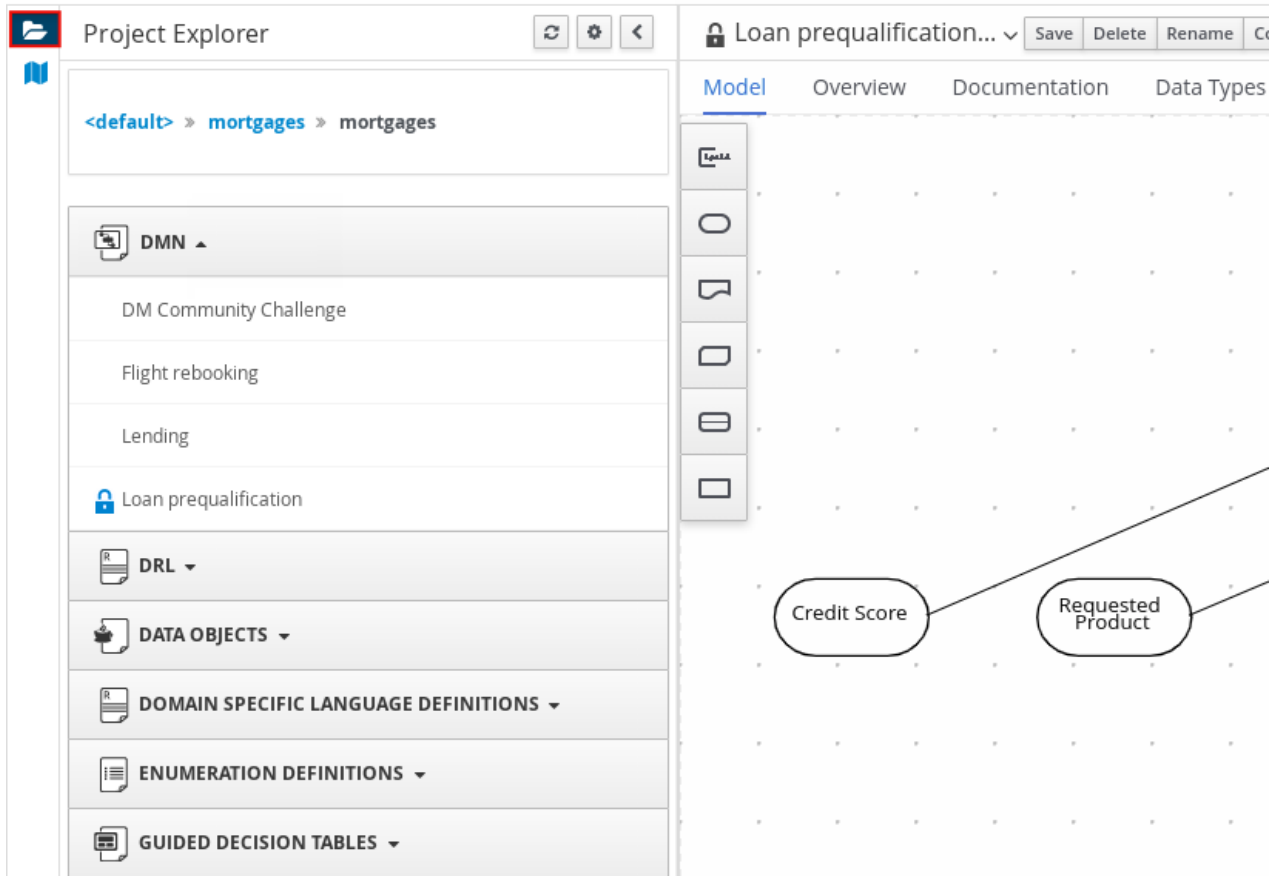 Project Explorer
<default> » mortgages » mortgages
DMN
DM Community Challenge
Flight rebooking
Lending
Loan prequalification
DRL
DATA OBJECTS
DOMAIN SPECIFIC LANGUAGE DEFINITIONS
ENUMERATION DEFINITIONS
GUIDED DECISION TABLES
Loan prequalification... Save Delete Rename Co
Model Overview Documentation Data Types
Credit Score
Requested
Product